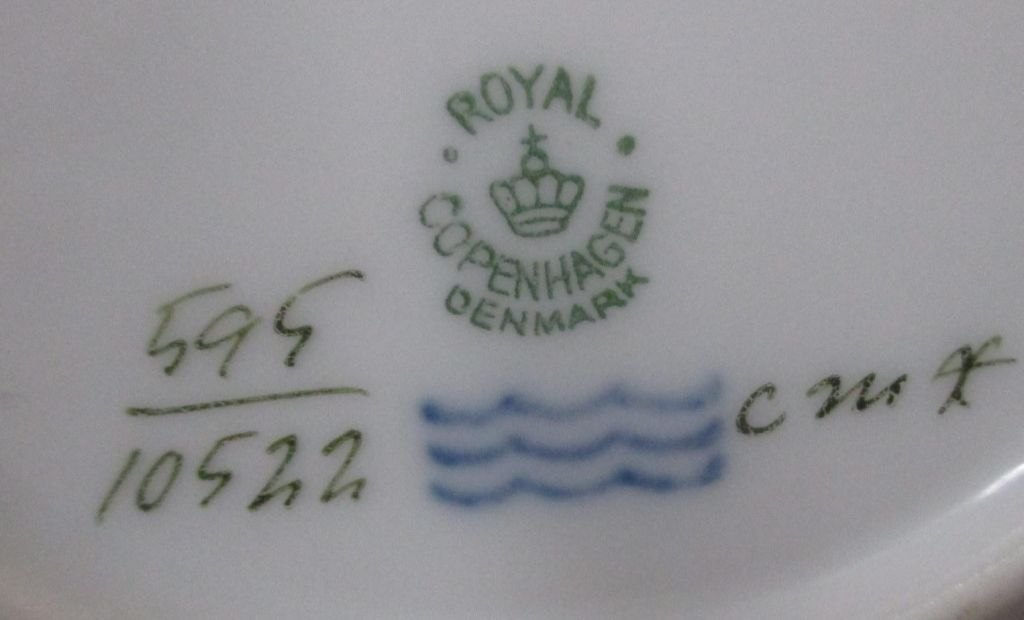 ROYAL
COPENHAGEN
DENMARK
595
10522